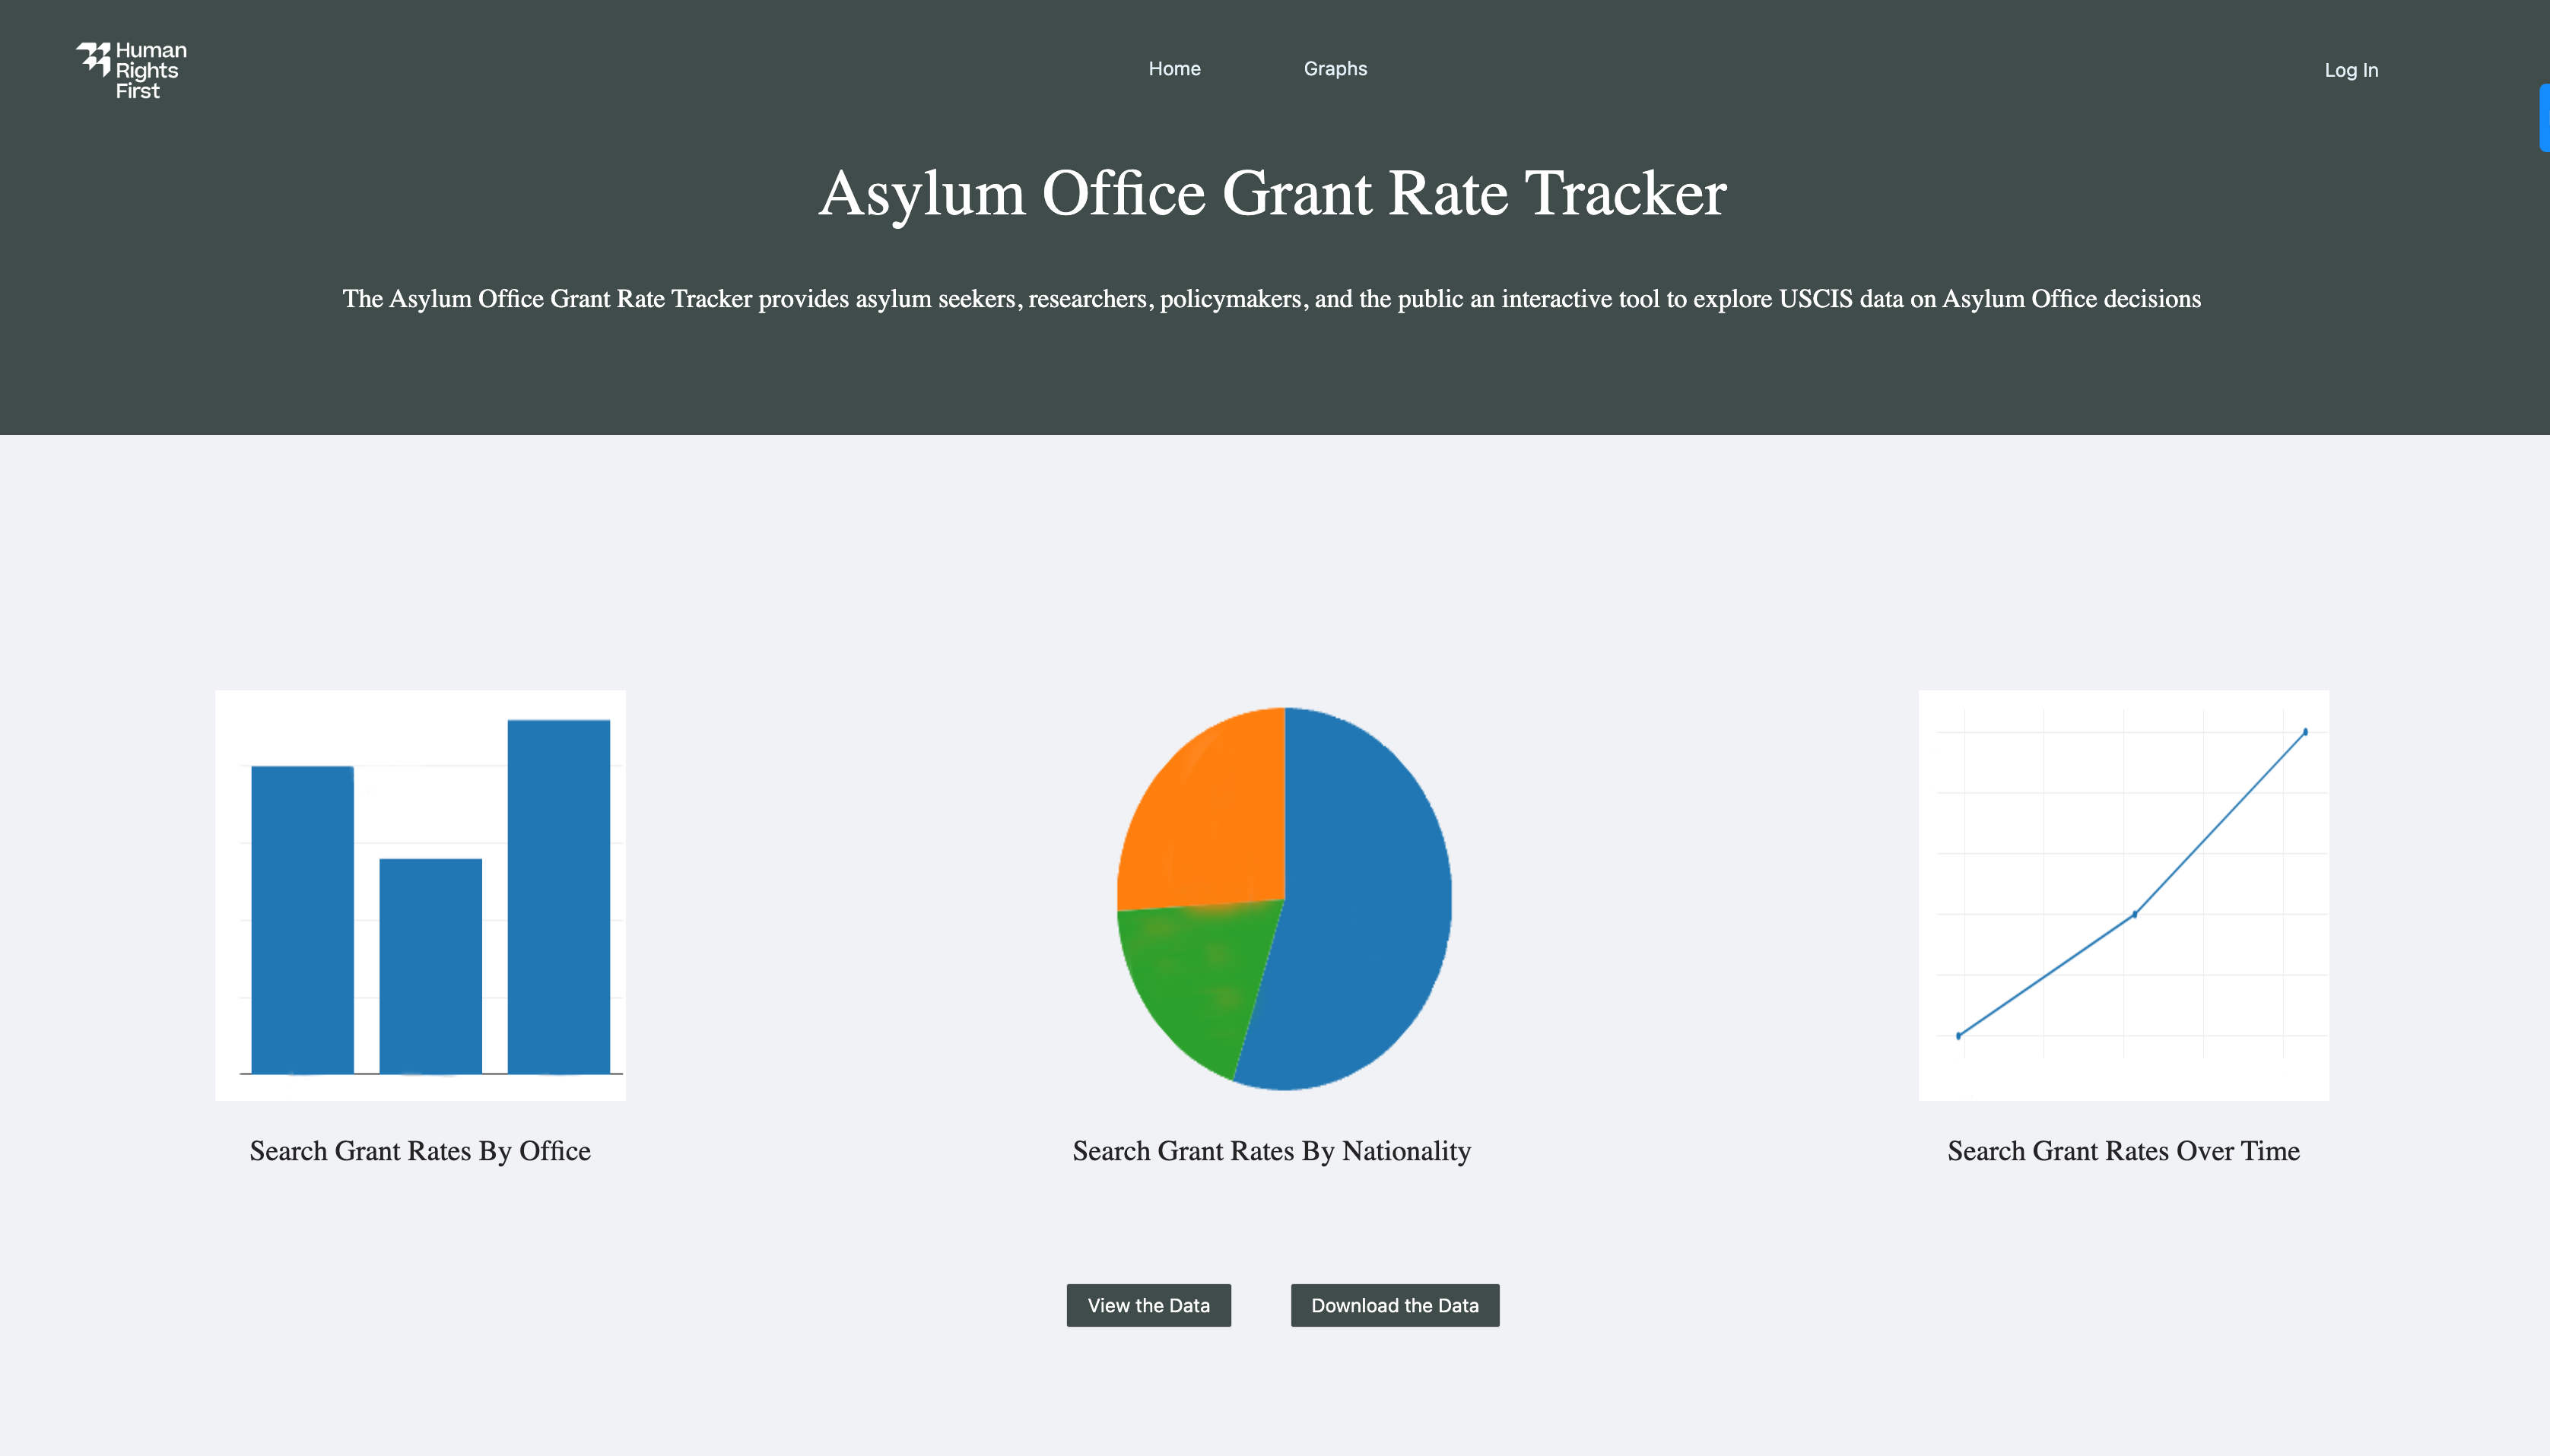 Human
Rights
First
Home
Graphs
Log In
Asylum Office Grant Rate Tracker
The Asylum Office Grant Rate Tracker provides asylum seekers, researchers, policymakers, and the public an interactive tool to explore USCIS data on Asylum Office decisions
Search Grant Rates By Office
Search Grant Rates By Nationality
Search Grant Rates Over Time
View the Data
Download the Data